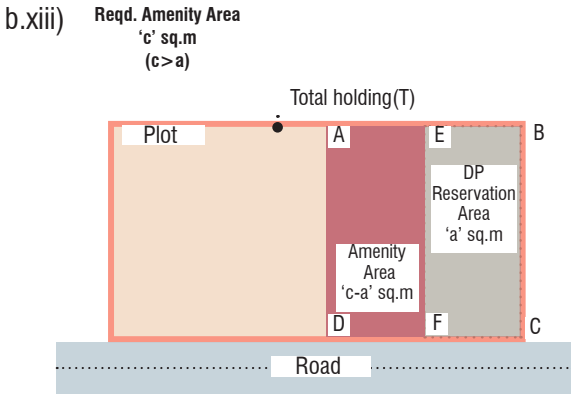 b.xiii)
Reqd. Amenity Area
‘c’ sq.m
(c>a)
Total holding(T)
Plot
A
E
B
DP
Reservation
Area
‘a’ sq.m
Amenity
Area
‘c-a’ sq.m
D
F
C
Road